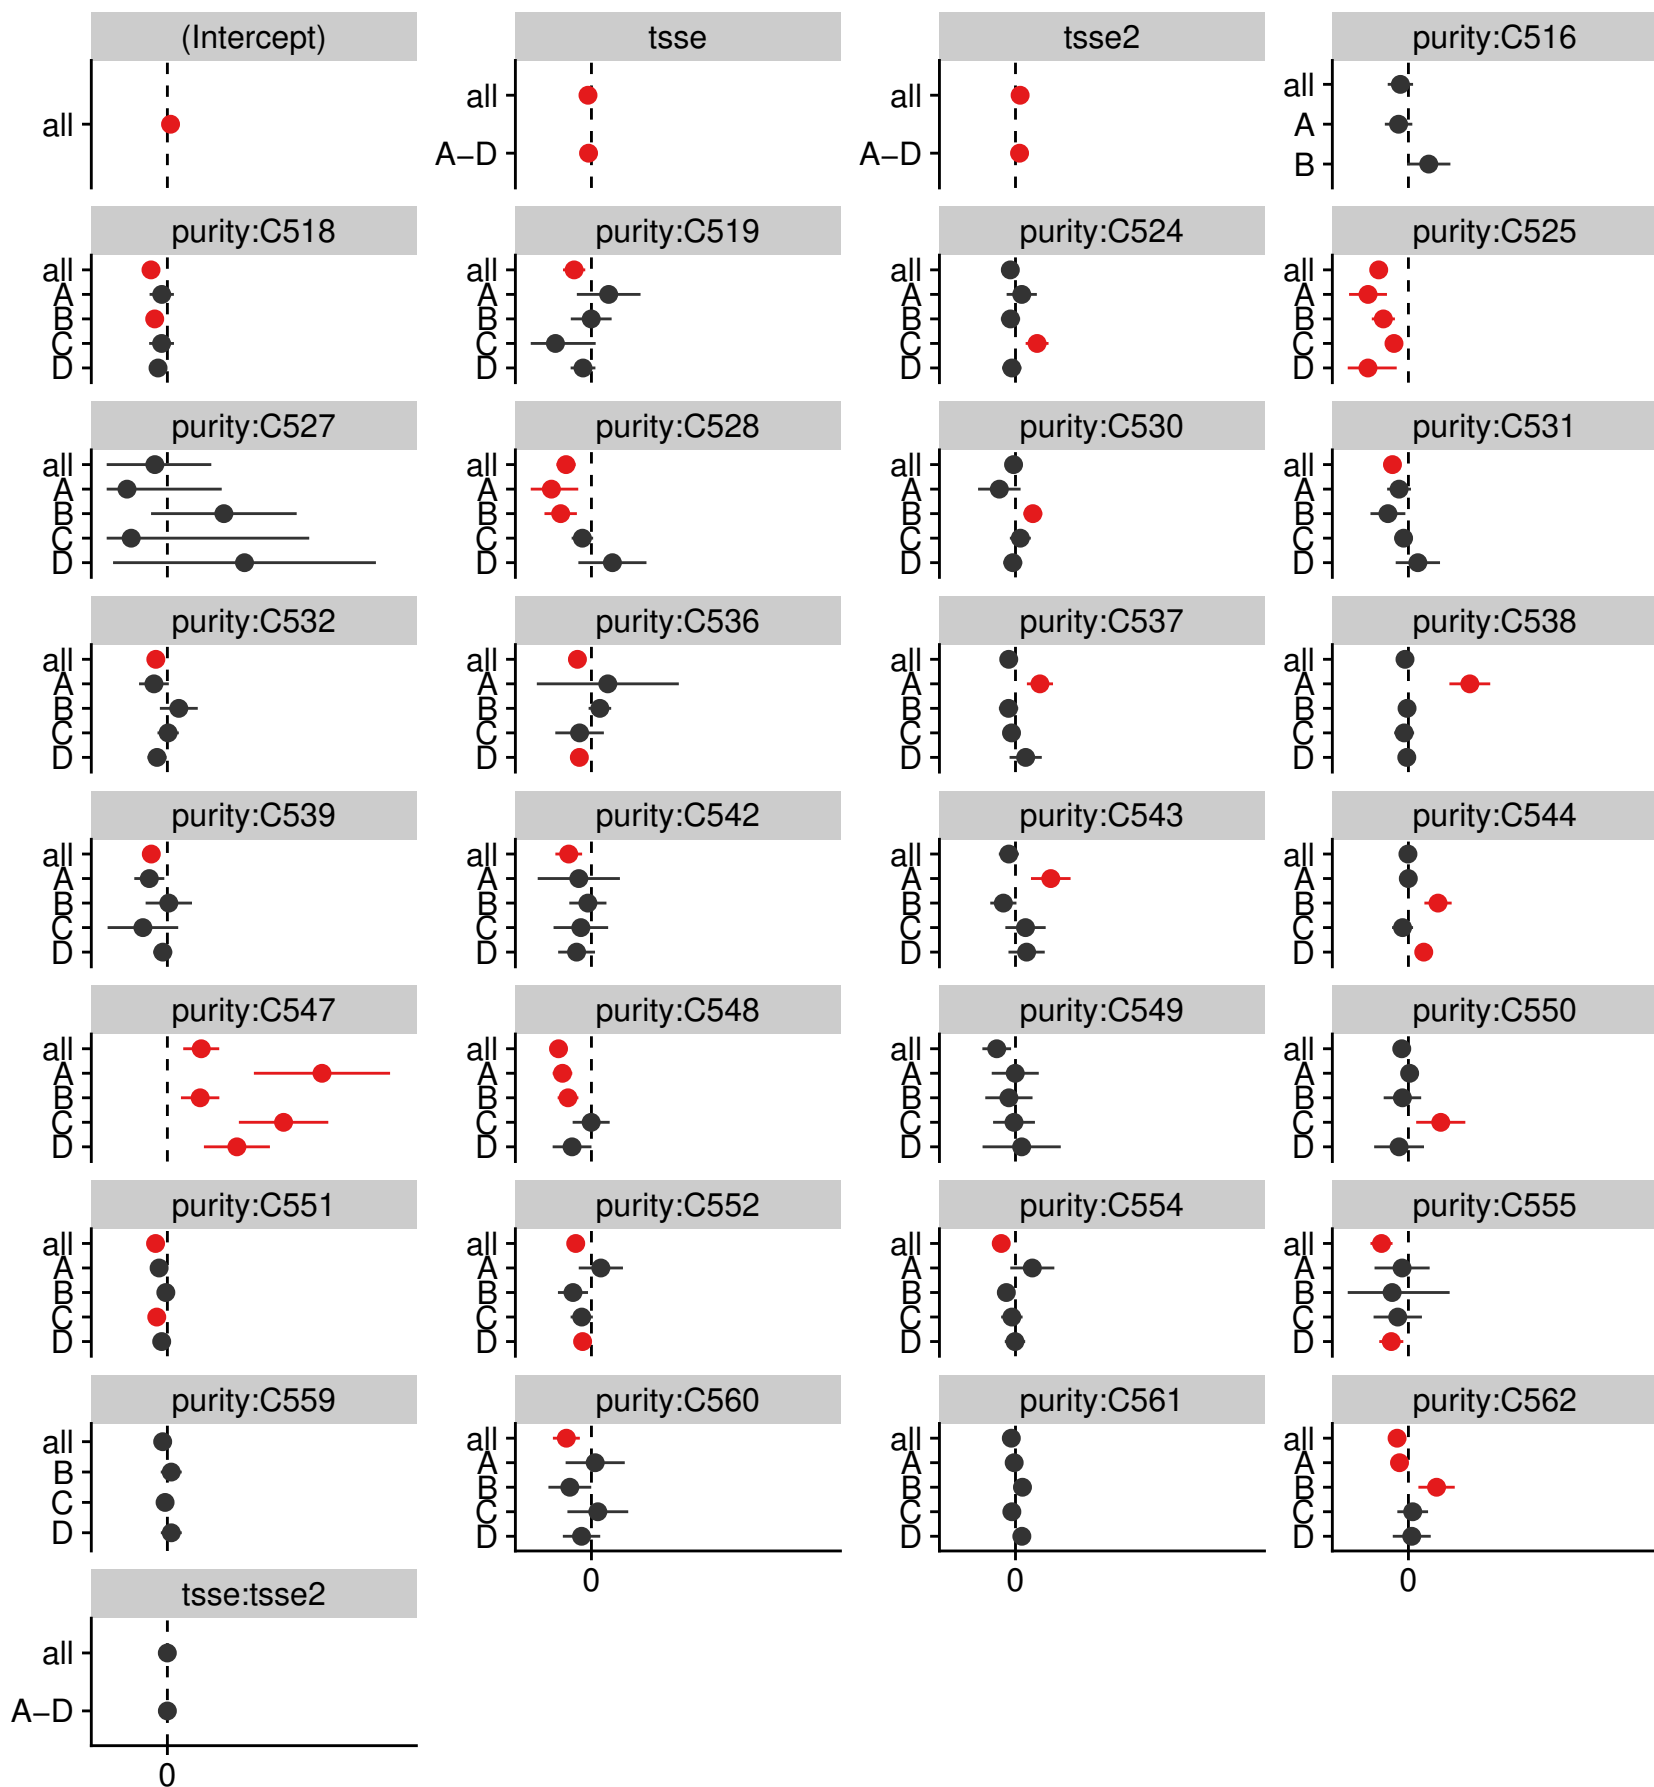 (Intercept)
tsse
tsse2
purity:C516
all
all
A−D
all
A−D
all
A
B
purity:C518
purity:C519
purity:C524
purity:C525
all
A
B
C
D
all
A
B
C
D
all
A
B
C
D
all
A
B
C
D
purity:C527
purity:C528
purity:C530
purity:C531
all
A
B
C
D
all
A
B
C
D
all
A
B
C
D
all
A
B
C
D
purity:C532
purity:C536
purity:C537
purity:C538
all
A
B
C
D
all
A
B
C
D
all
A
B
C
D
all
A
B
C
D
purity:C539
purity:C542
purity:C543
purity:C544
all
A
B
C
D
all
A
B
C
D
all
A
B
C
D
all
A
B
C
D
purity:C547
purity:C548
purity:C549
purity:C550
all
A
B
C
D
all
A
B
C
D
all
A
B
C
D
all
A
B
C
D
purity:C551
purity:C552
purity:C554
purity:C555
all
A
B
C
D
all
A
B
C
D
all
A
B
C
D
all
A
B
C
D
purity:C559
purity:C560
purity:C561
purity:C562
all
B
C
D
all
A
B
C
D
0
all
A
B
C
D
0
all
A
B
C
D
0
tsse:tsse2
all
A−D
0